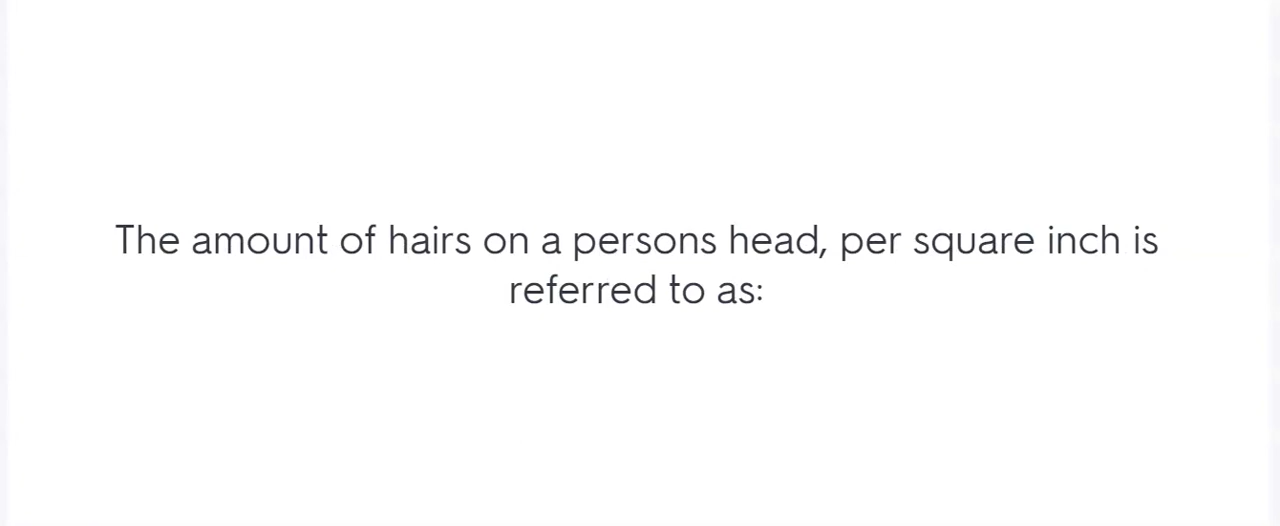 The amount of hairs on a persons head, per square inch is
referred to as: